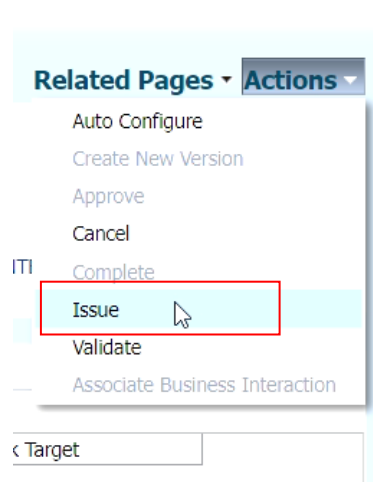 Related Pages Actions
Auto Configure
Create New Version
Approve
Cancel
Complete
Issue
Validate
Associate Business Interaction
Target